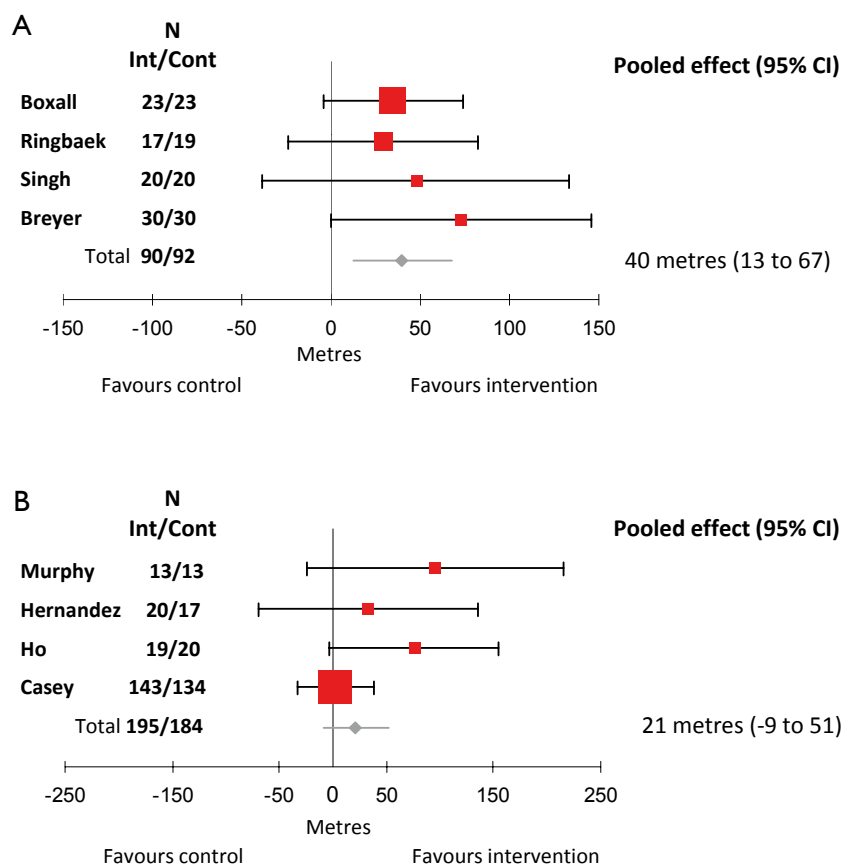 A
N
Int/Cont
Pooled effect (95% CI)
Boxall 23/23
Ringbaek 17/19
Singh 20/20
Breyer 30/30
Total 90/92
40 metres (13 to 67)
-150 -100 -50 0 50 100 150
Metres
Favours control Favours intervention
B
N
Int/Cont
Pooled effect (95% CI)
Murphy 13/13
Hernandez 20/17
Ho 19/20
Casey 143/134
Total 195/184
21 metres (-9 to 51)
-250 -150 -50 0 50 150 250
Metres
Favours control Favours intervention